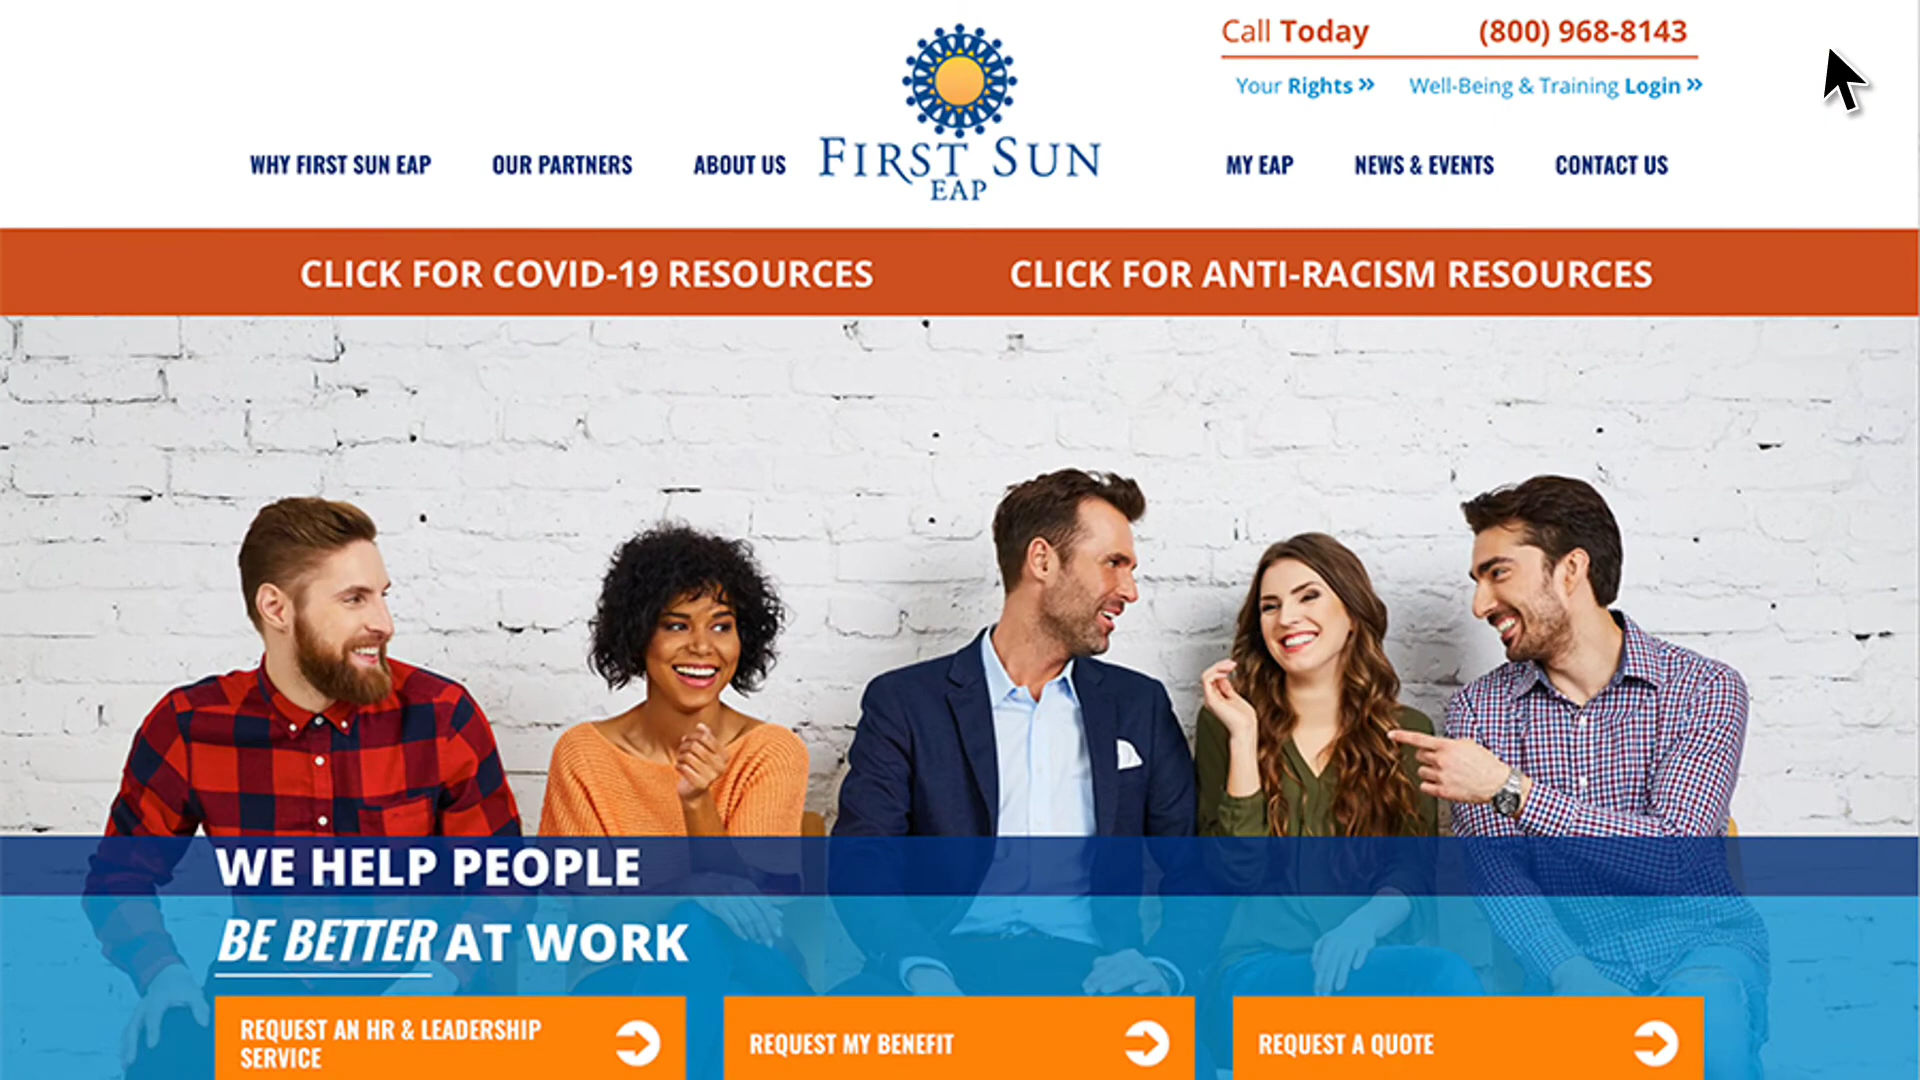 Call Today (800) 968-8143
Your Rights » Well-Being & Training Login »
WHY FIRST SUN EAP OUR PARTNERS ABOUT US
FIRST SUN
EAP
MY EAP NEWS & EVENTS CONTACT US
CLICK FOR COVID-19 RESOURCES CLICK FOR ANTI-RACISM RESOURCES
WE HELP PEOPLE
BE BETTER AT WORK
REQUEST AN HR & LEADERSHIP
SERVICE
REQUEST MY BENEFIT
REQUEST A QUOTE